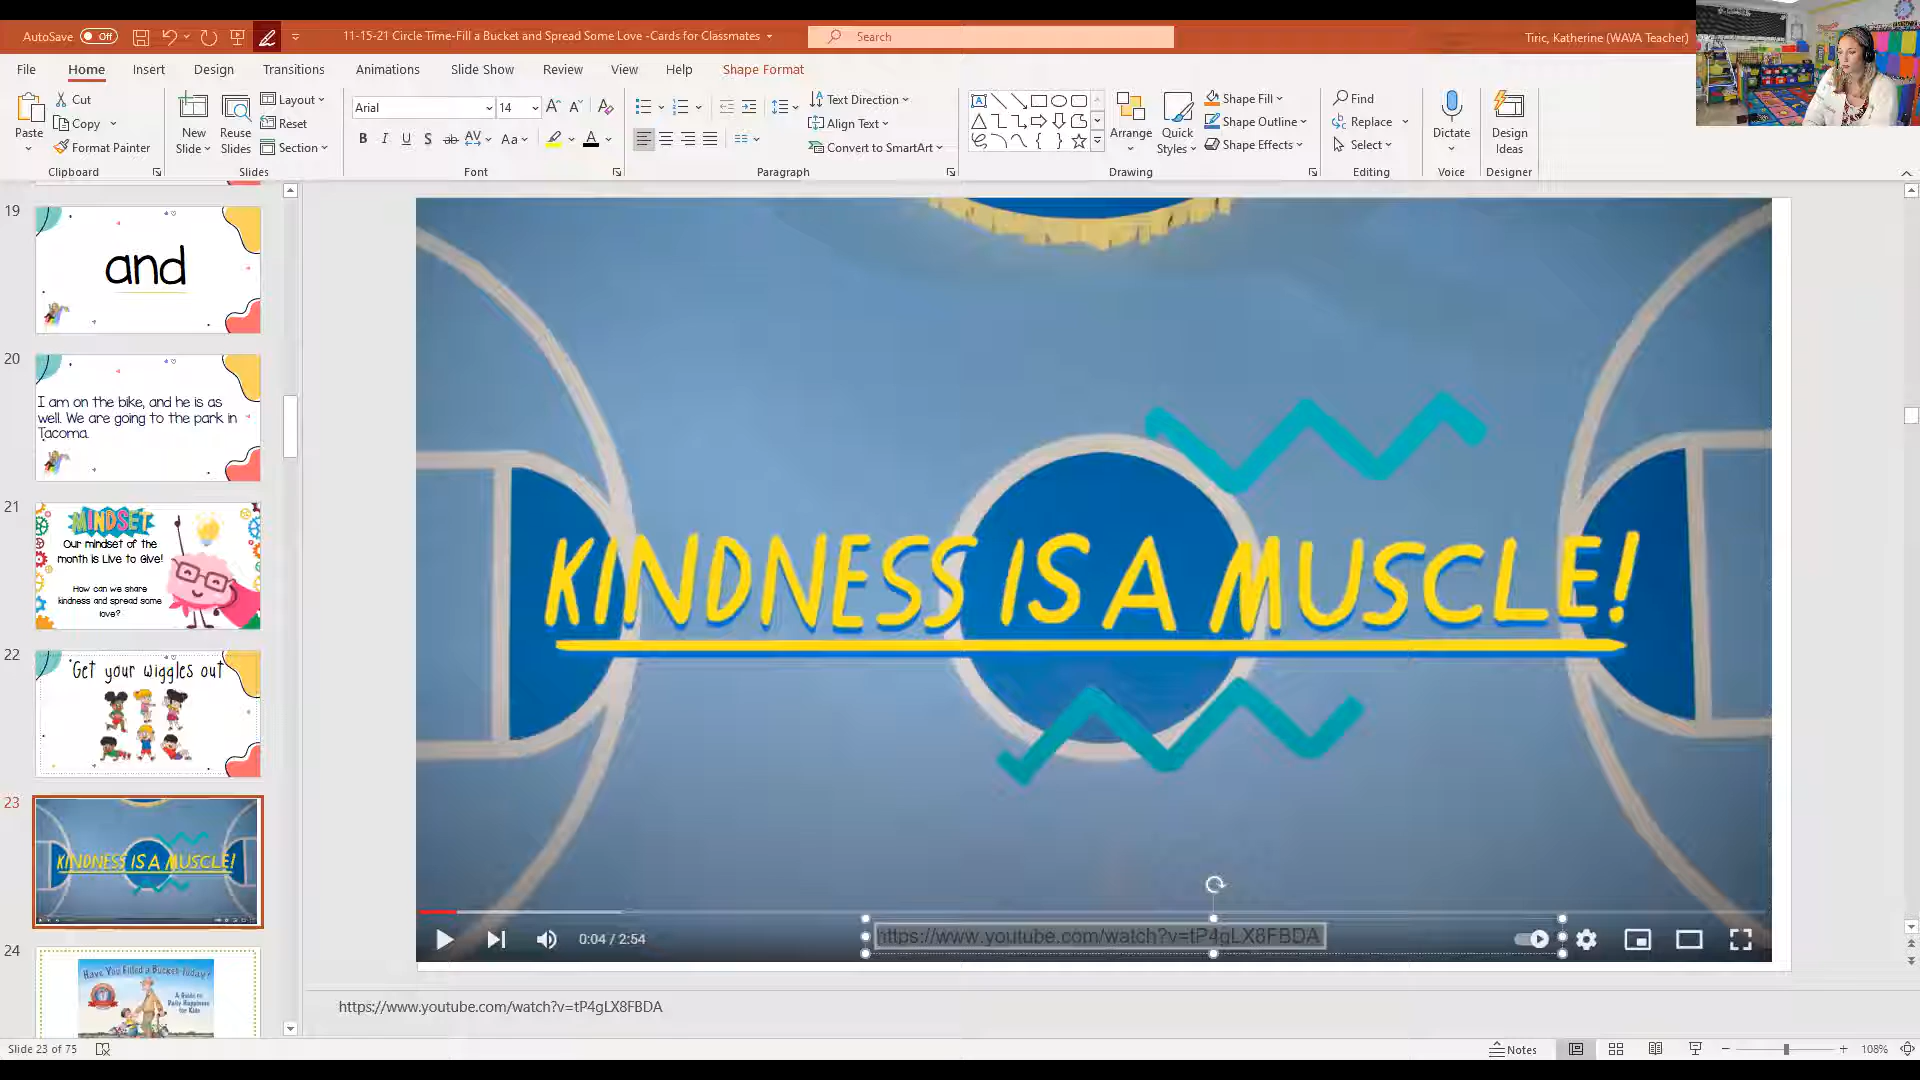 AutoSave Off
11-15-21 Circle Time-Fill a Bucket and Spread Some Love -Cards for Classmates
Search
Tiric, Katherine (WAVA Teacher)
File Home Insert Design Transitions Animations Slide Show Review View Help Shape Format
Paste
Cut
Copy
Format Painter
Clipboard
New Slide
Reuse Slides
Layout
Reset
Section
Slides
Arial 14
Font
Text Direction
Align Text
Convert to SmartArt
Paragraph
Arrange
Quick Styles
Shape Fill
Shape Outline
Shape Effects
Drawing
Find
Replace
Select
Editing
Dictate
Voice
Design Ideas
Designer
19
and
20
I am on the bike, and he is as
well. We are going to the park in
Tacoma.
21
MINDSET
Our mindset of the
month is Live to Give!
How can we share
kindness and spread some
love?
22
Get your wiggles out
23
KINDNESS IS A MUSCLE!
24
Have You Filled a Bucket Today?
A Guide to
Daily Happiness
for Kids
KINDNESS IS A MUSCLE!
0:04 / 2:54
https://www.youtube.com/watch?v=tP4gLX8FBDA
https://www.youtube.com/watch?v=tP4gLX8FBDA
Slide 23 of 75
Notes
108%